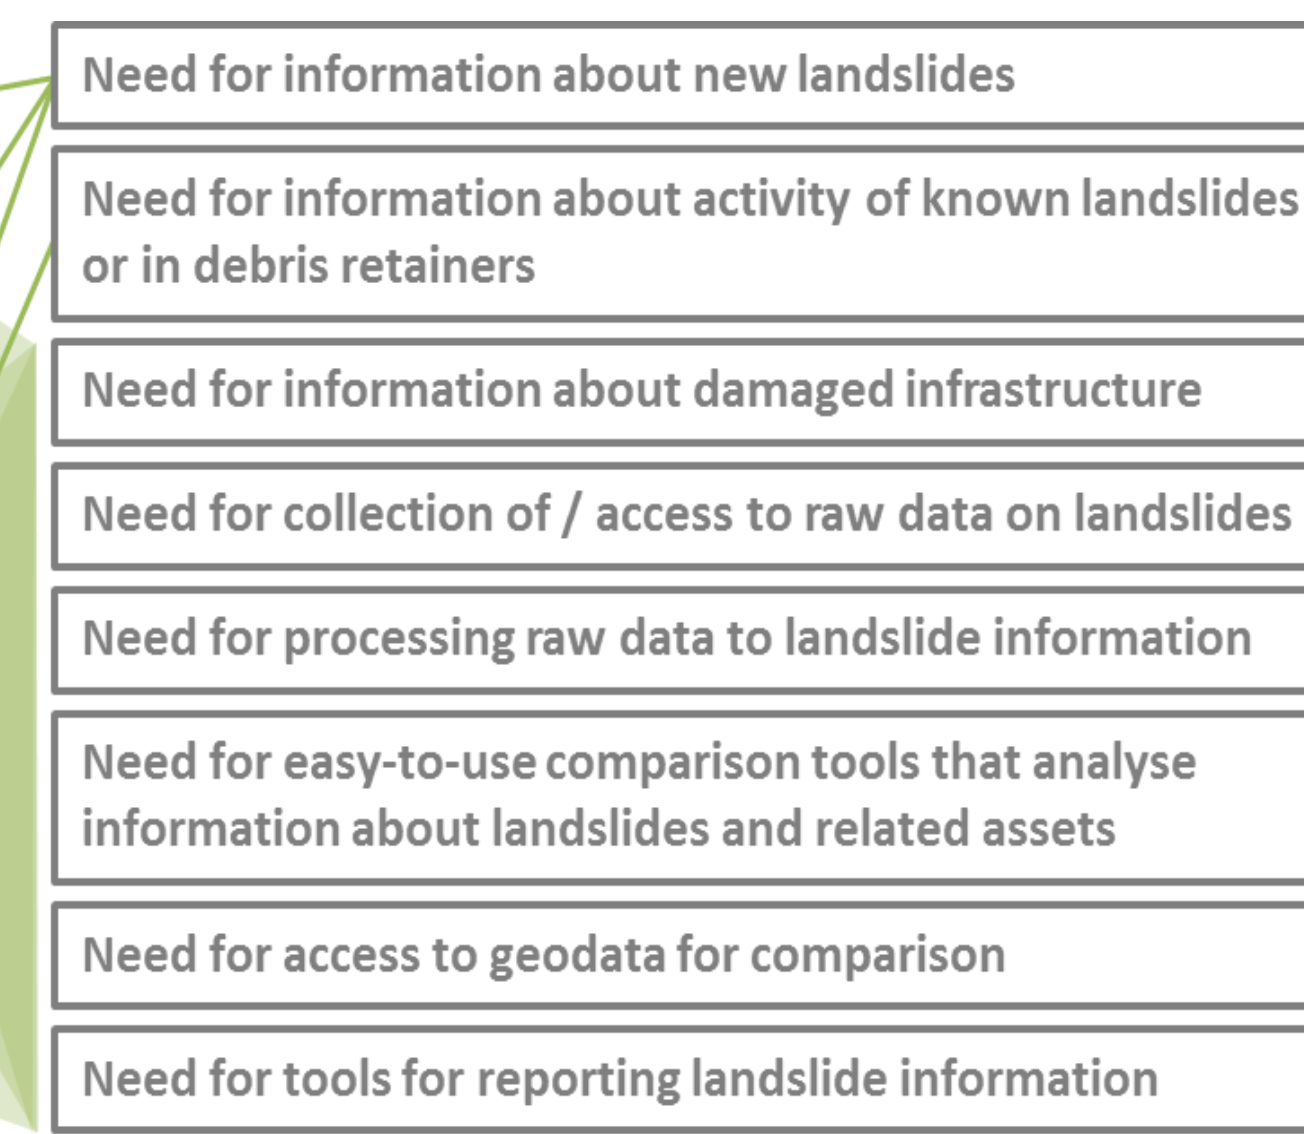 Need for information about new landslides
Need for information about activity of known landslides
or in debris retainers
Need for information about damaged infrastructure
Need for collection of / access to raw data on landslides
Need for processing raw data to landslide information
Need for easy-to-use comparison tools that analyse
information about landslides and related assets
Need for access to geodata for comparison
Need for tools for reporting landslide information